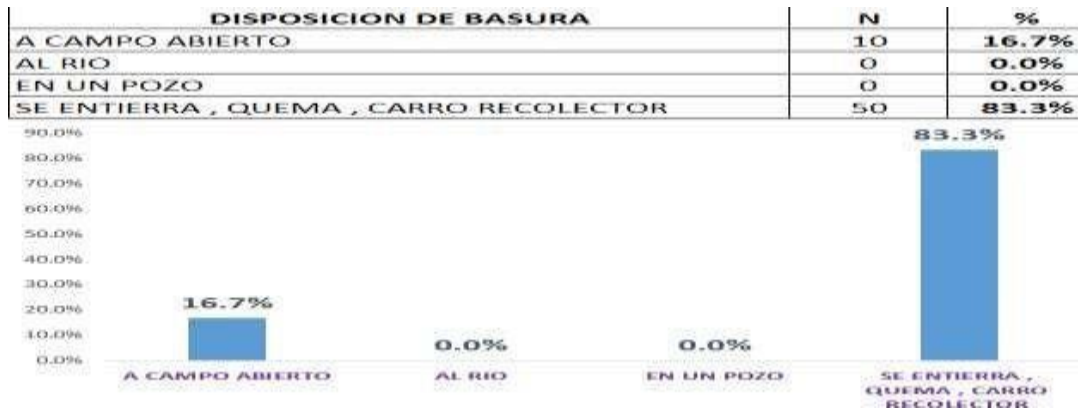 DISPOSICION DE BASURA N %
A CAMPO ABIERTO 10 16.7%
AL RIO 0 0.0%
EN UN POZO 0 0.0%
SE ENTIERRA , QUEMA , CARRO RECOLECTOR 50 83.3%
90.0%
80.0%
70.0%
60.0%
50.0%
40.0%
30.0%
20.0%
10.0%
0.0%
16.7%
0.0%
0.0%
83.3%
A CAMPO ABIERTO
AL RIO
EN UN POZO
SE ENTIERRA ,
QUEMA , CARRO
RECOLECTOR